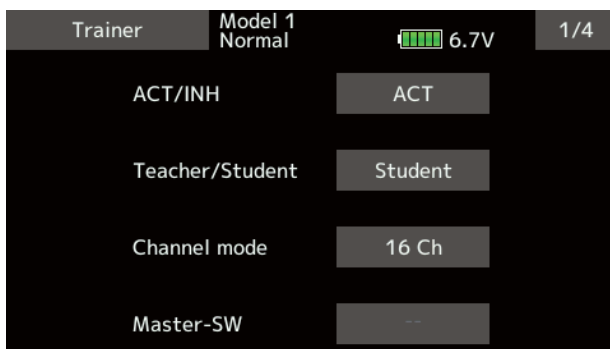 Trainer Model 1 Normal 6.7V 1/4
ACT/INH ACT
Teacher/Student Student
Channel mode 16 Ch
Master-SW --